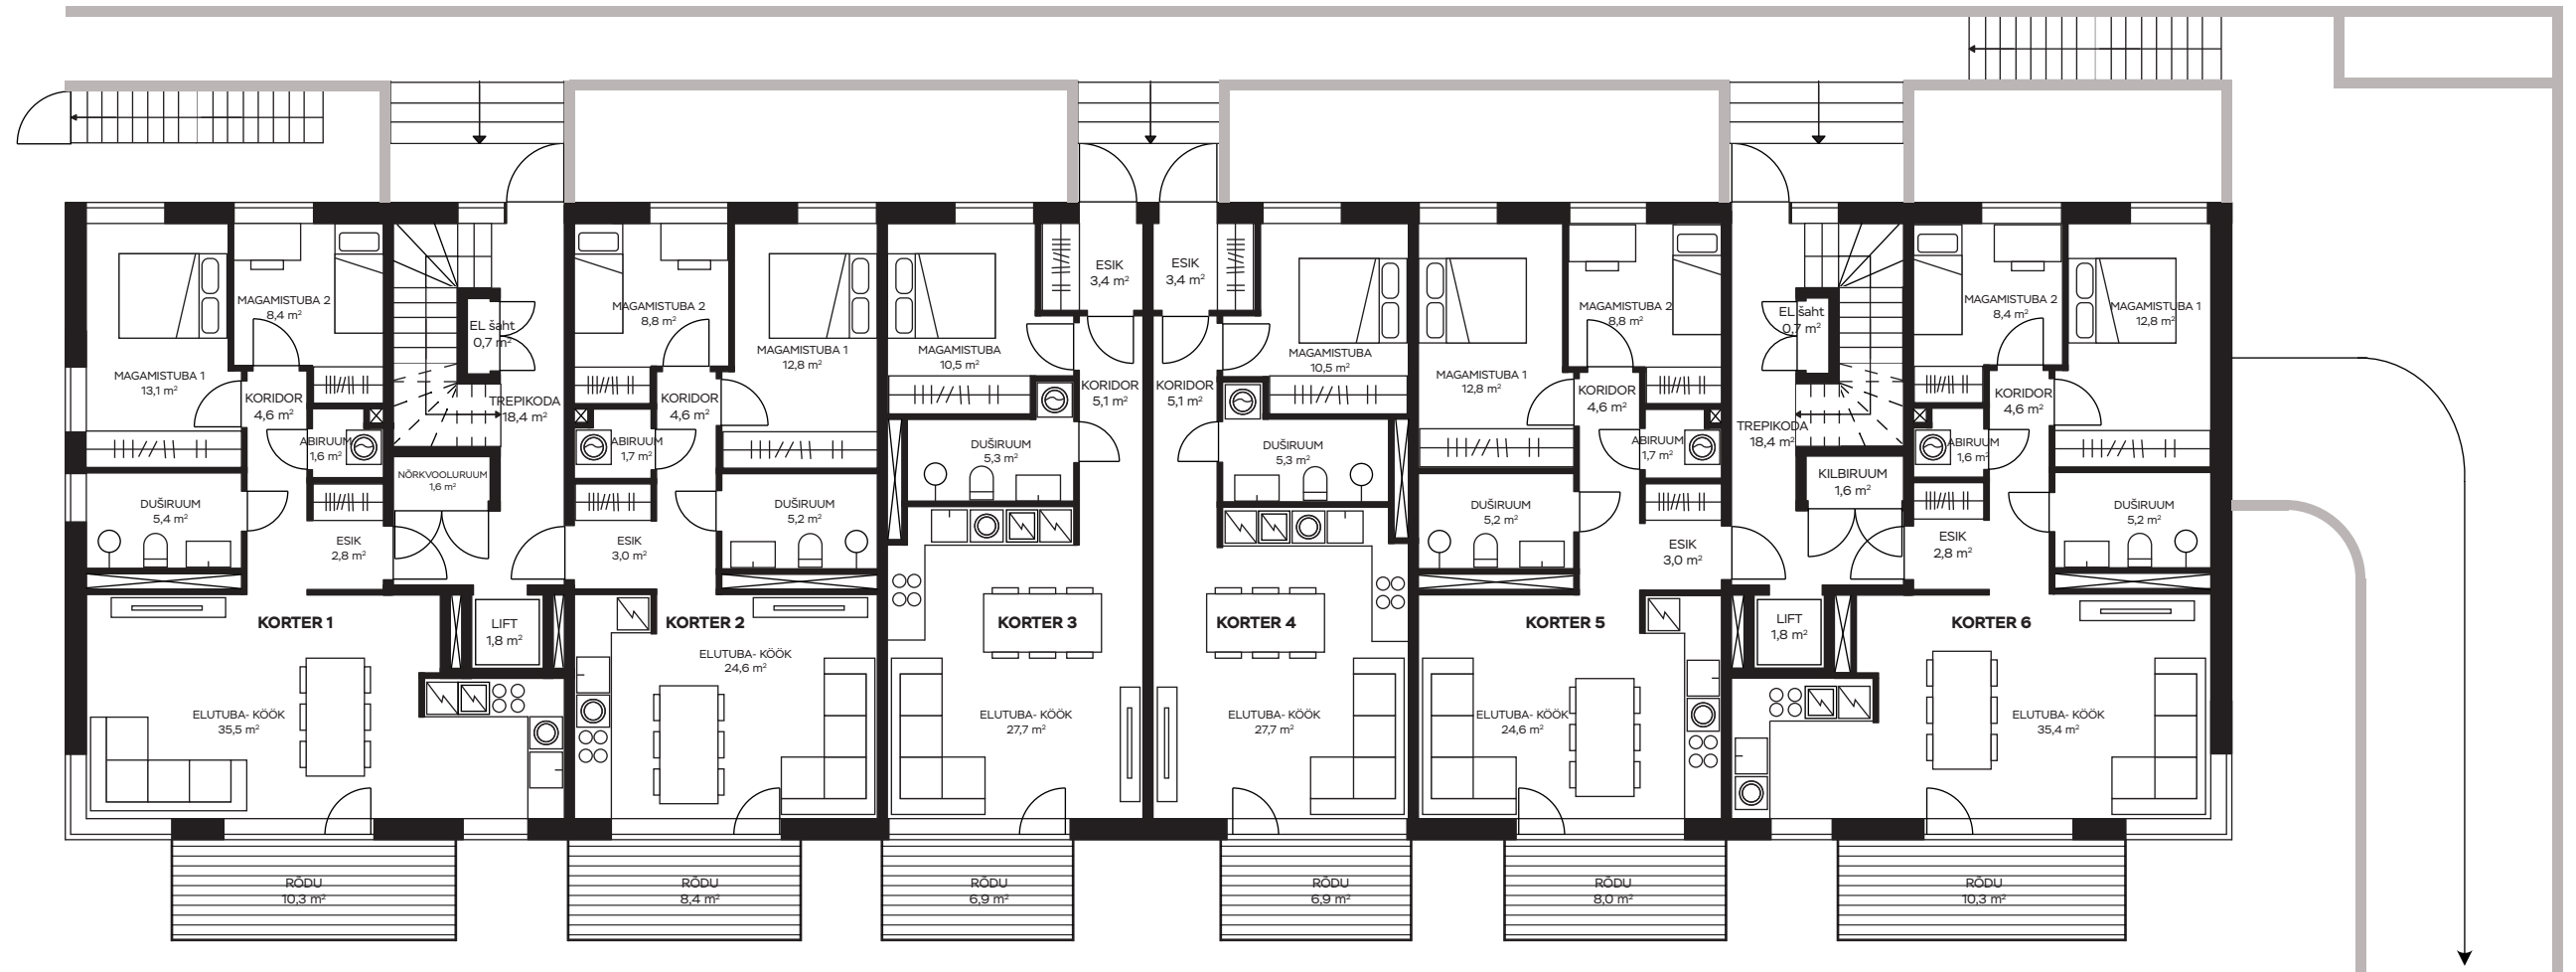 ESIK
3,4 m²
ESIK
3,4 m²
MAGAMISTUBA 2
8,4 m²
MAGAMISTUBA 2
8,8 m²
MAGAMISTUBA 2
8,8 m²
MAGAMISTUBA 2
8,4 m²
MAGAMISTUBA 1
12,8 m²
EL šaht
0,7 m²
EL šaht
0,7 m²
MAGAMISTUBA 1
12,8 m²
MAGAMISTUBA
10,5 m²
MAGAMISTUBA
10,5 m²
MAGAMISTUBA 1
13,1 m²
MAGAMISTUBA 1
12,8 m²
KORIDOR
4,6 m²
TREPIKODA
18,4 m²
KORIDOR
4,6 m²
KORIDOR
5,1 m²
KORIDOR
5,1 m²
KORIDOR
4,6 m²
KORIDOR
4,6 m²
TREPIKODA
18,4 m²
ABIRUUM
1,6 m²
ABIRUUM
1,7 m²
DUŠIRUUM
5,3 m²
DUŠIRUUM
5,3 m²
ABIRUUM
1,7 m²
ABIRUUM
1,6 m²
NÕRKVOOLURUUM
1,6 m²
KILBIRUUM
1,6 m²
DUŠIRUUM
5,4 m²
DUŠIRUUM
5,2 m²
DUŠIRUUM
5,2 m²
DUŠIRUUM
5,2 m²
ESIK
2,8 m²
ESIK
3,0 m²
ESIK
3,0 m²
ESIK
2,8 m²
KORTER 1
LIFT
1,8 m²
KORTER 2
KORTER 3
KORTER 4
KORTER 5
LIFT
1,8 m²
KORTER 6
ELUTUBA- KÖÖK
35,5 m²
ELUTUBA- KÖÖK
24,6 m²
ELUTUBA- KÖÖK
27,7 m²
ELUTUBA- KÖÖK
27,7 m²
ELUTUBA- KÖÖK
24,6 m²
ELUTUBA- KÖÖK
35,4 m²
RÕDU
10,3 m²
RÕDU
8,4 m²
RÕDU
6,9 m²
RÕDU
6,9 m²
RÕDU
8,0 m²
RÕDU
10,3 m²